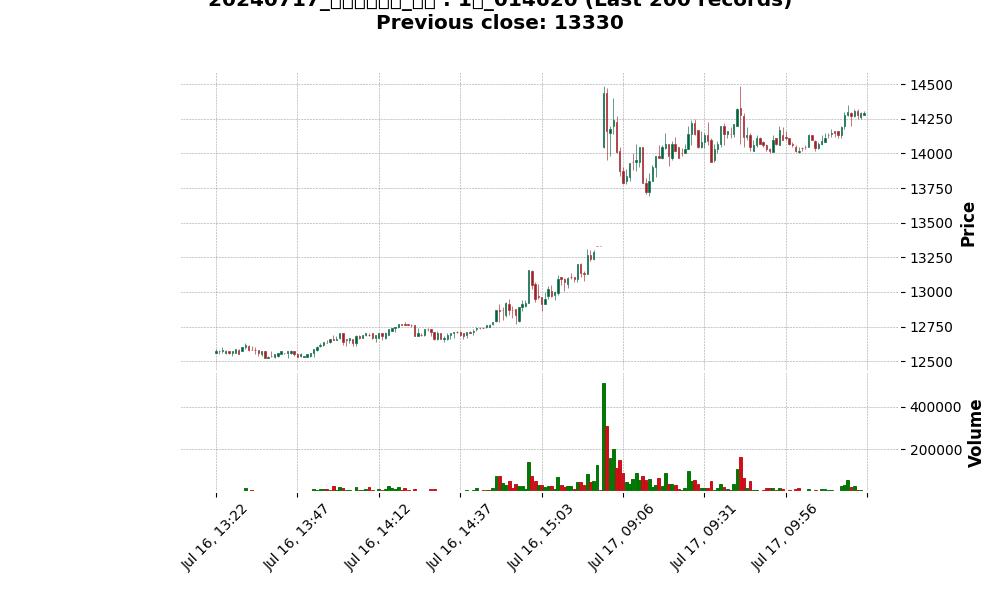 20240717_ _ : 1 _014620 (Last 200 records)
Previous close: 13330
14500
14250
14000
13750
13500
13250
13000
12750
12500
Price
400000
200000
Volume
Jul 16, 13:22
Jul 16, 13:47
Jul 16, 14:12
Jul 16, 14:37
Jul 16, 15:03
Jul 17, 09:06
Jul 17, 09:31
Jul 17, 09:56